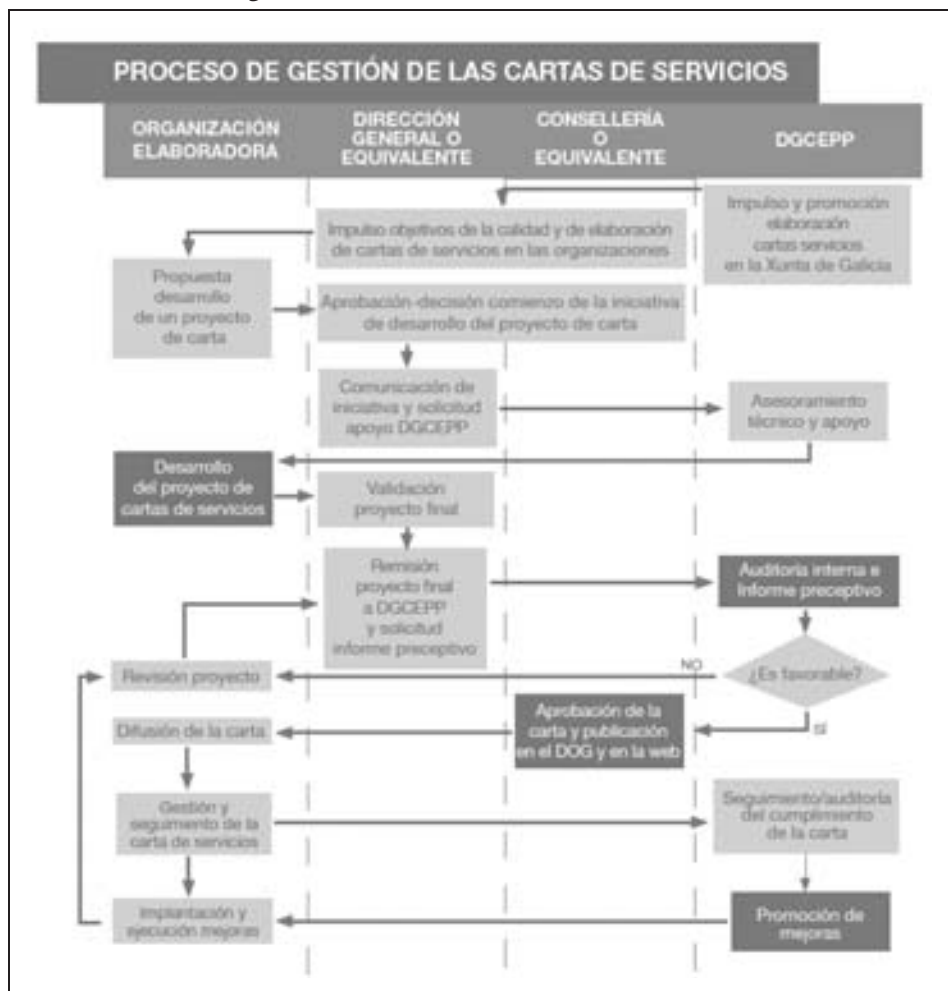 PROCESO DE GESTIÓN DE LAS CARTAS DE SERVICIOS
ORGANIZACIÓN
ELABORADORA
DIRECCIÓN
GENERAL O
EQUIVALENTE
CONSELLERÍA
O
EQUIVALENTE
DGCEPP
Impulso y promoción
elaboración
cartas servicios
en la Xunta de Galicia
Impulso objetivos de la calidad y de elaboración
de cartas de servicios en las organizaciones
Propuesta
desarrollo
de un proyecto
de carta
Aprobación-decisión comienzo de la iniciativa
de desarrollo del proyecto de carta
Comunicación de
iniciativa y solicitud
apoyo DGCEPP
Asesoramiento
técnico y apoyo
Desarrollo
del proyecto de
cartas de servicios
Validación
proyecto final
Remisión
proyecto final
a DGCEPP
y solicitud
informe preceptivo
Auditoría interna e
Informe preceptivo
¿Es favorable?
NO
SÍ
Revisión proyecto
Aprobación de la
carta y publicación
en el DOG y en la web
Difusión de la carta
Gestión y
seguimiento de la
carta de servicios
Seguimiento/auditoría
del cumplimiento
de la carta
Implantación y
ejecución mejoras
Promoción de
mejoras